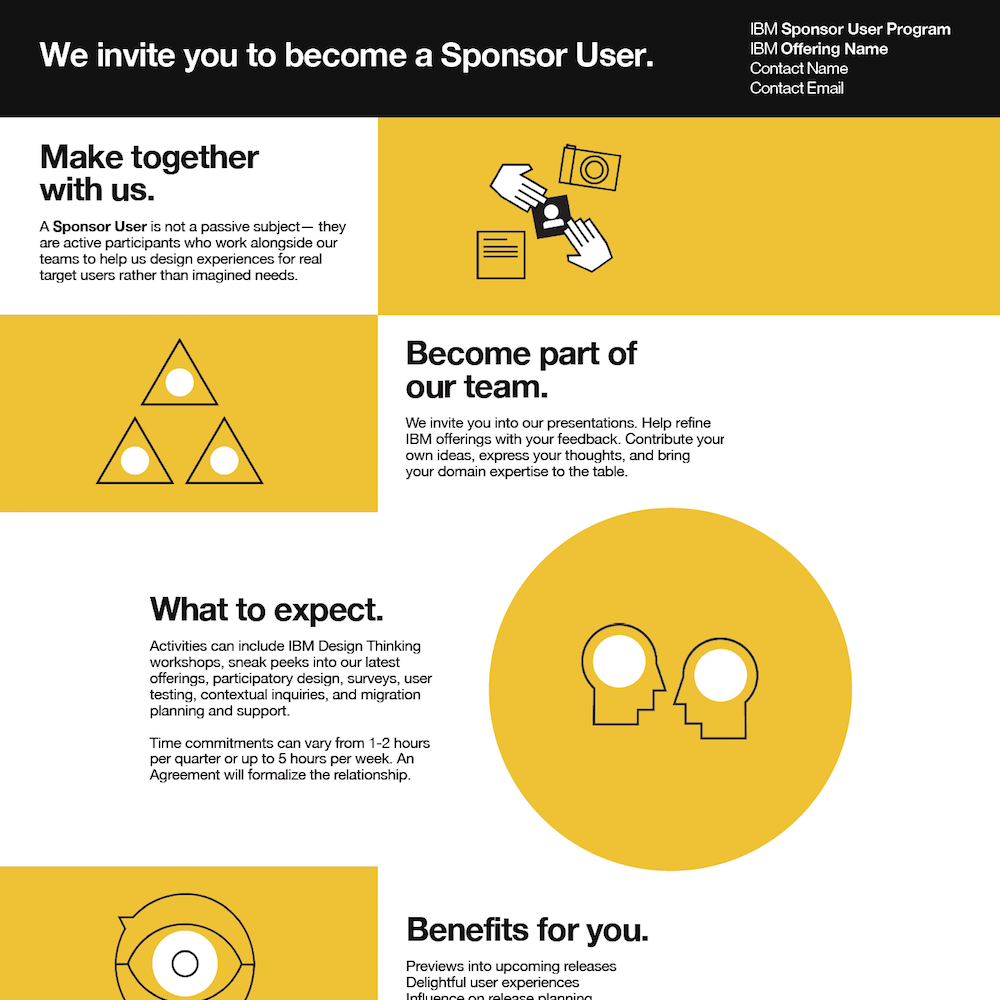 We invite you to become a Sponsor User.
IBM Sponsor User Program
IBM Offering Name
Contact Name
Contact Email
Make together
with us.
A Sponsor User is not a passive subject— they
are active participants who work alongside our
teams to help us design experiences for real
target users rather than imagined needs.
Become part of
our team.
We invite you into our presentations. Help refine
IBM offerings with your feedback. Contribute your
own ideas, express your thoughts, and bring
your domain expertise to the table.
What to expect.
Activities can include IBM Design Thinking
workshops, sneak peeks into our latest
offerings, participatory design, surveys, user
testing, contextual inquiries, and migration
planning and support.
Time commitments can vary from 1-2 hours
per quarter or up to 5 hours per week. An
Agreement will formalize the relationship.
Benefits for you.
Previews into upcoming releases
Delightful user experiences
Influence on release planning